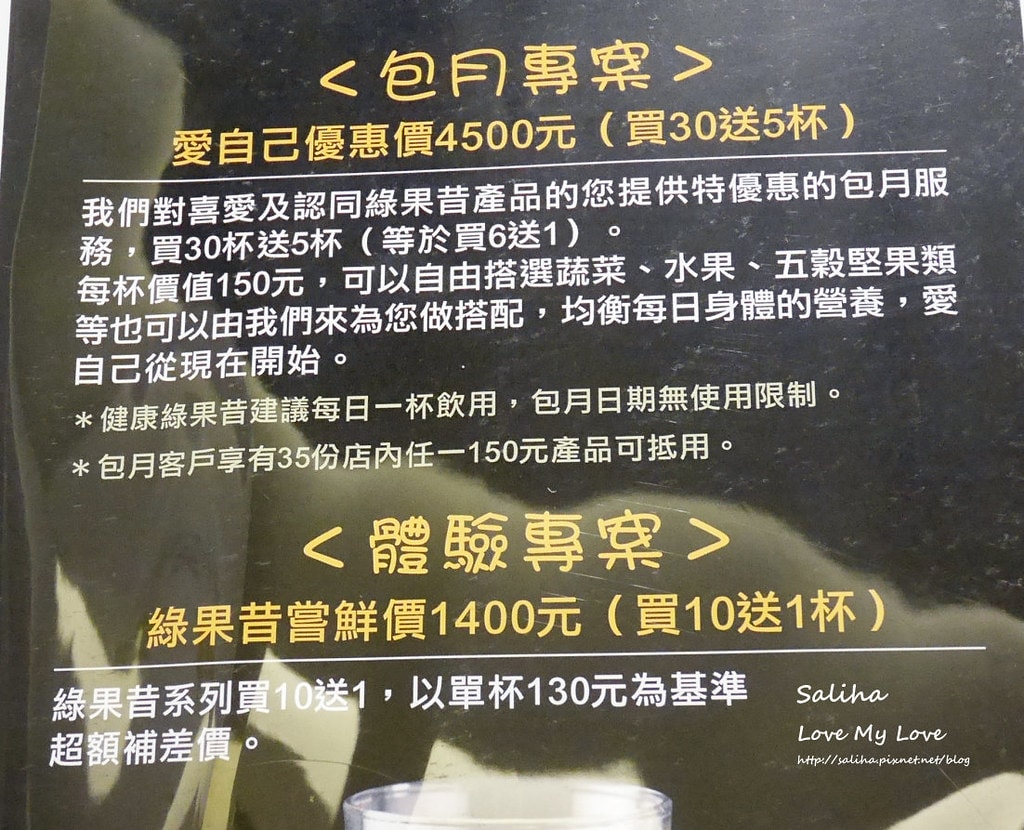 <包月專案>
愛自己優惠價4500元（買30送5杯）
我們對喜愛及認同綠果昔產品的您提供特優惠的包月服
務，買30杯送5杯（等於買6送1）。
每杯價值150元，可以自由搭選蔬菜、水果、五穀堅果類
等也可以由我們來為您做搭配，均衡每日身體的營養，愛
自己從現在開始。
＊健康綠果昔建議每日一杯飲用，包月日期無使用限制。
＊包月客戶享有35份店內任一150元產品可抵用。
<體驗專案>
綠果昔嘗鮮價1400元（買10送1杯）
綠果昔系列買10送1，以單杯130元為基準
超額補差價。
Saliha
Love My Love
http://saliha.pixnet.net/blog